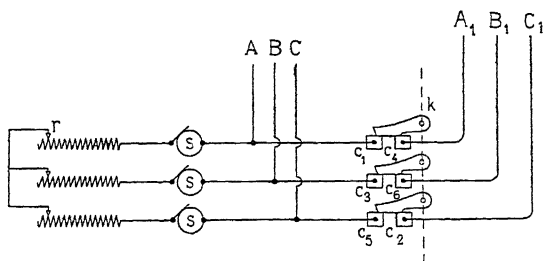 A B C A₁ B₁ C₁
r k
S
C₁ C₄
S
C₃ C₆
S
C₅ C₂